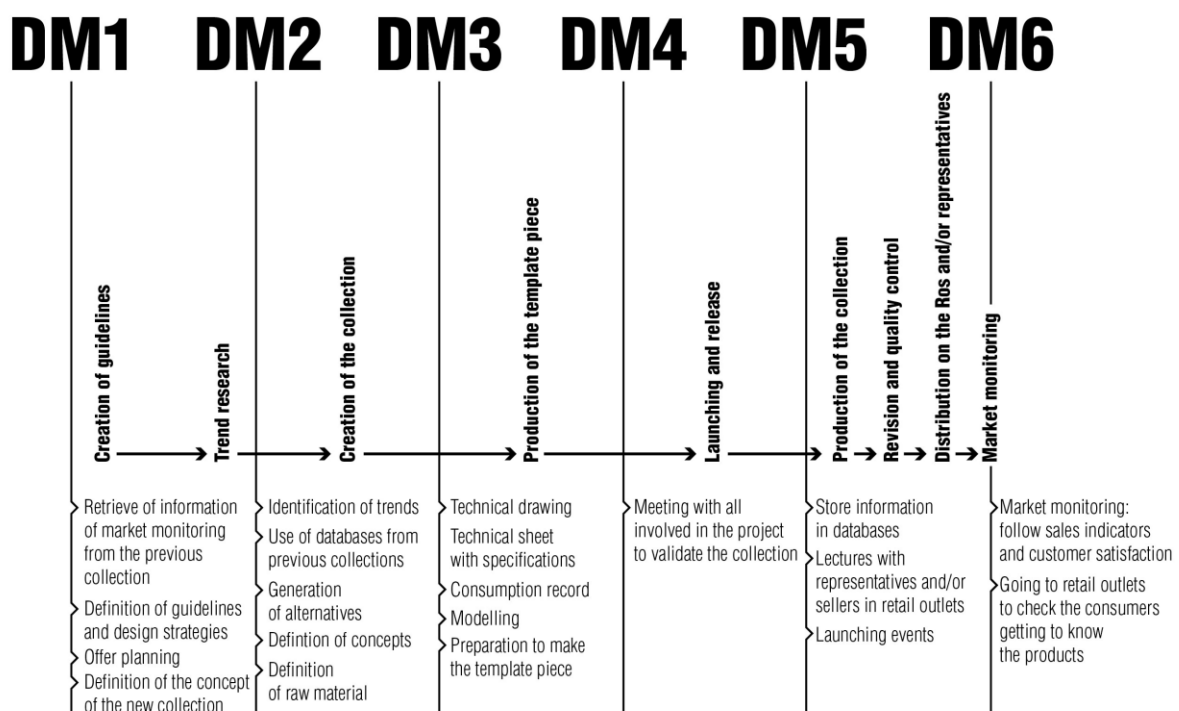 DM1 DM2 DM3 DM4 DM5 DM6
Creation of guidelines
Trend research
Creation of the collection
Production of the template piece
Launching and release
Production of the collection
Revision and quality control
Distribution on the Ros and/or representatives
Market monitoring
Retrieve of information
of market monitoring
from the previous
collection
Definition of guidelines
and design strategies
Offer planning
Definition of the concept
of the new collection
Identification of trends
Use of databases from
previous collections
Generation
of alternatives
Defintion of concepts
Definition
of raw material
Technical drawing
Technical sheet
with specifications
Consumption record
Modelling
Preparation to make
the template piece
Meeting with all
involved in the project
to validate the collection
Store information
in databases
Lectures with
representatives and/or
sellers in retail outlets
Launching events
Market monitoring:
follow sales indicators
and customer satisfaction
Going to retail outlets
to check the consumers
getting to know
the products